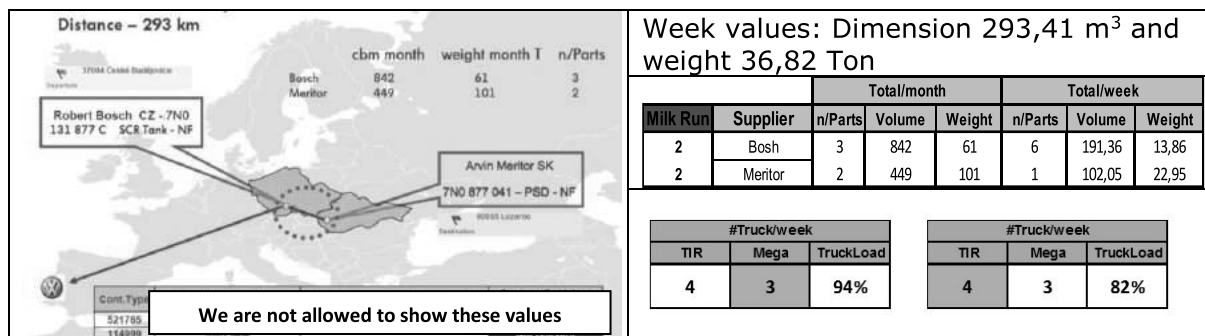 Distance – 293 km
cbm month weight month T n/Parts
Bosch 842 61 3
Meritor 449 101 2
Departure
Robert Bosch CZ - 7N0
131 877 C SCR Tank - NF
Arvin Meritor SK
7N0 877 041 – PSD - NF
Destination
Cont.Type
521765
114999
We are not allowed to show these values
Week values: Dimension 293,41 m³ and
weight 36,82 Ton
Total/month Total/week
Milk Run Supplier n/Parts Volume Weight n/Parts Volume Weight
2 Bosh 3 842 61 6 191,36 13,86
2 Meritor 2 449 101 1 102,05 22,95
#Truck/week
TIR Mega TruckLoad
4 3 94%
#Truck/week
TIR Mega TruckLoad
4 3 82%